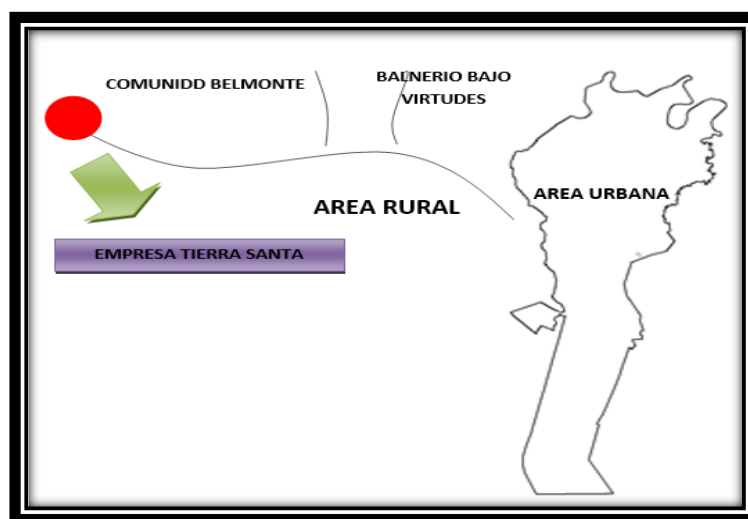 COMUNIDD BELMONTE
BALNERIO BAJO
VIRTUDES
AREA RURAL
AREA URBANA
EMPRESA TIERRA SANTA